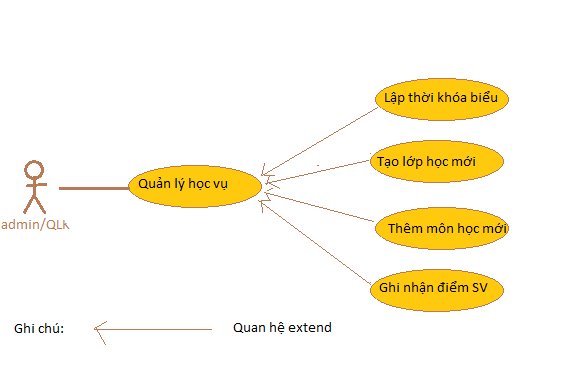 Lập thời khóa biểu
Tạo lớp học mới
Quản lý học vụ
admin/QLK
Thêm môn học mới
Ghi nhận điểm SV
Ghi chú:
Quan hệ extend